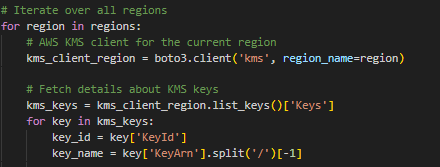 # Iterate over all regions
for region in regions:
    # AWS KMS client for the current region
    kms_client_region = boto3.client('kms', region_name=region)

    # Fetch details about KMS keys
    kms_keys = kms_client_region.list_keys()['Keys']
    for key in kms_keys:
        key_id = key['KeyId']
        key_name = key['KeyArn'].split('/')[-1]